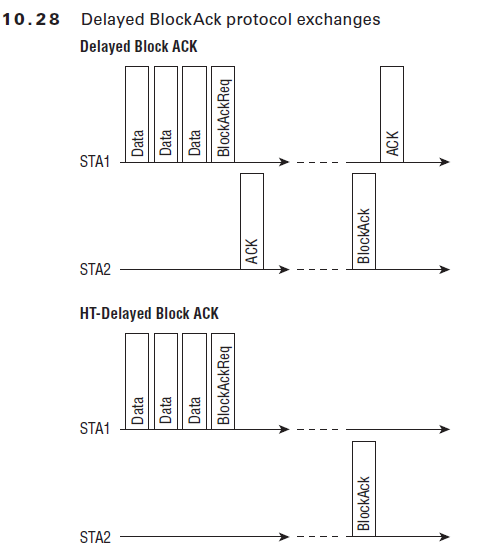 10.28 Delayed BlockAck protocol exchanges
Delayed Block ACK
Data
Data
Data
BlockAckReq
ACK
STA1
ACK
BlockAck
STA2
HT-Delayed Block ACK
Data
Data
Data
BlockAckReq
STA1
BlockAck
STA2